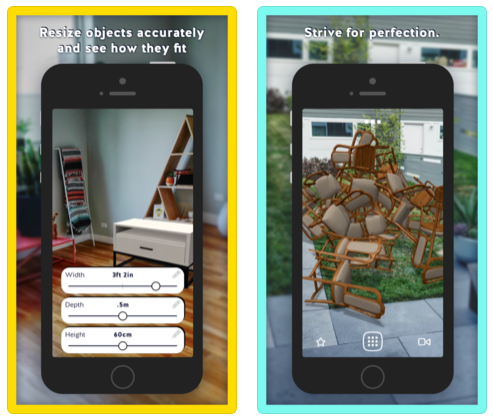 Resize objects accurately
and see how they fit
Width 3ft 2in
Depth .5m
Height 60cm
Strive for perfection.